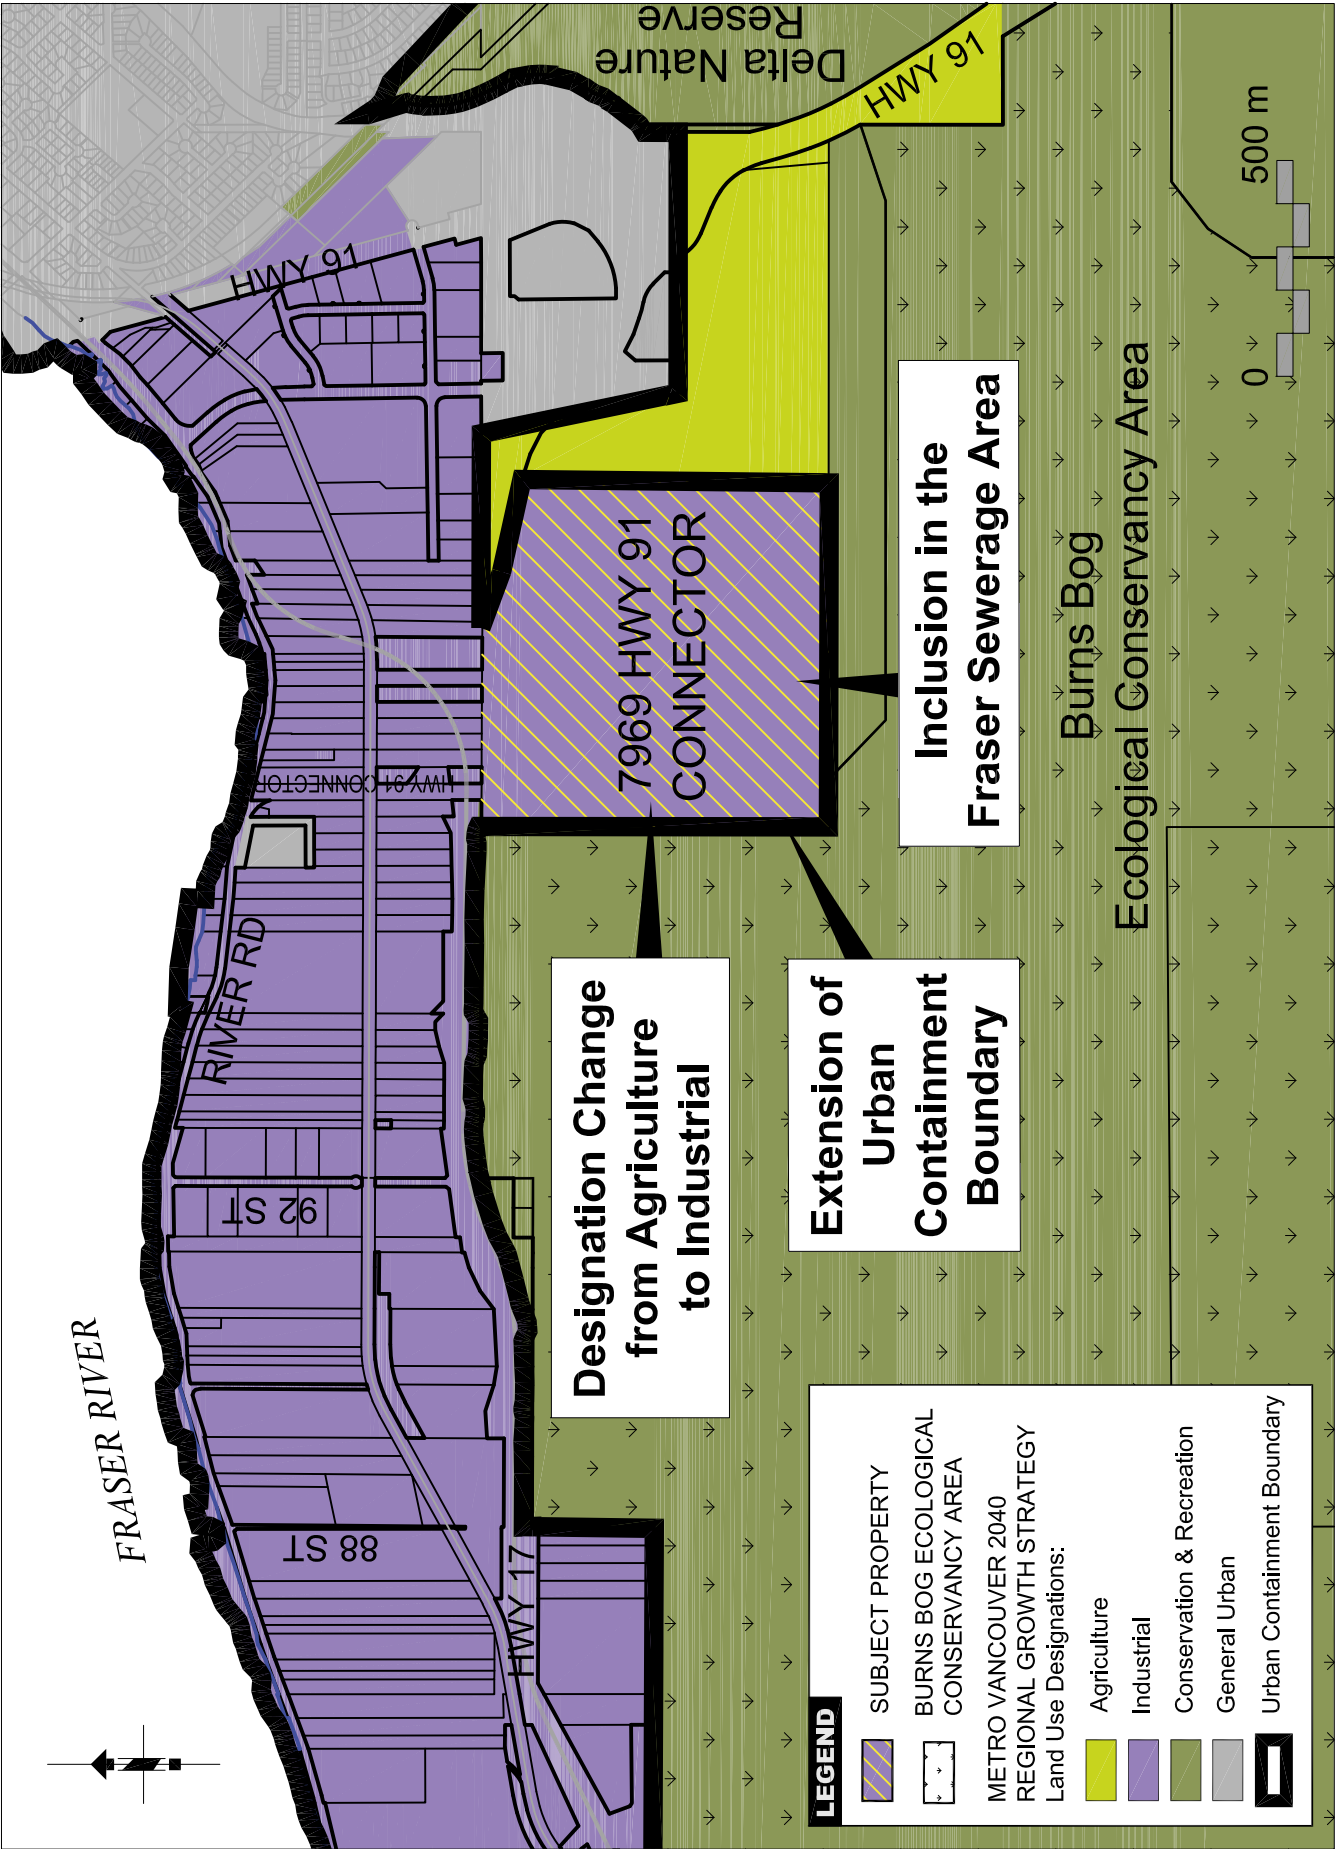 FRASER RIVER
88 ST
92 ST
RIVER RD
HWY 17
HWY 91 CONNECTOR
HWY 91
HWY 91
Delta Nature
Reserve
7969 HWY 91
CONNECTOR
Designation Change
from Agriculture
to Industrial
Extension of
Urban
Containment
Boundary
Inclusion in the
Fraser Sewerage Area
Burns Bog
Ecological Conservancy Area
0
500 m
LEGEND
SUBJECT PROPERTY
BURNS BOG ECOLOGICAL
CONSERVANCY AREA
METRO VANCOUVER 2040
REGIONAL GROWTH STRATEGY
Land Use Designations:
Agriculture
Industrial
Conservation & Recreation
General Urban
Urban Containment Boundary